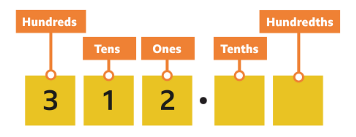 Hundreds Hundredths
Tens Ones Tenths
3 1 2 .